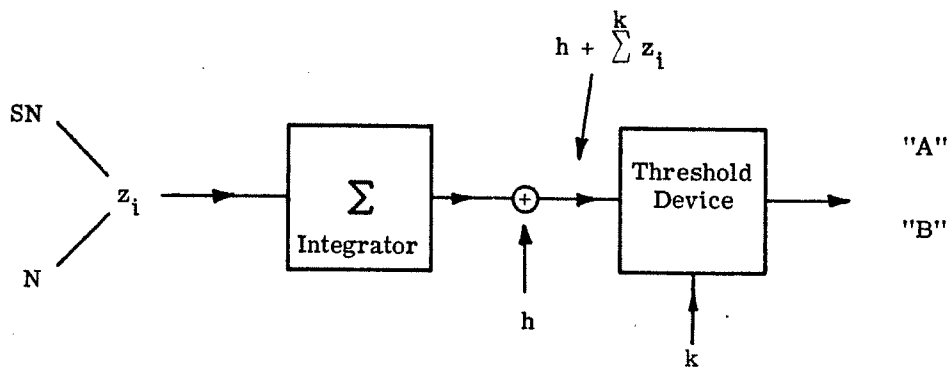 k
h + ∑ z_i
SN
"A"
Threshold
Device
z_i
∑
+
"B"
Integrator
N
h
k